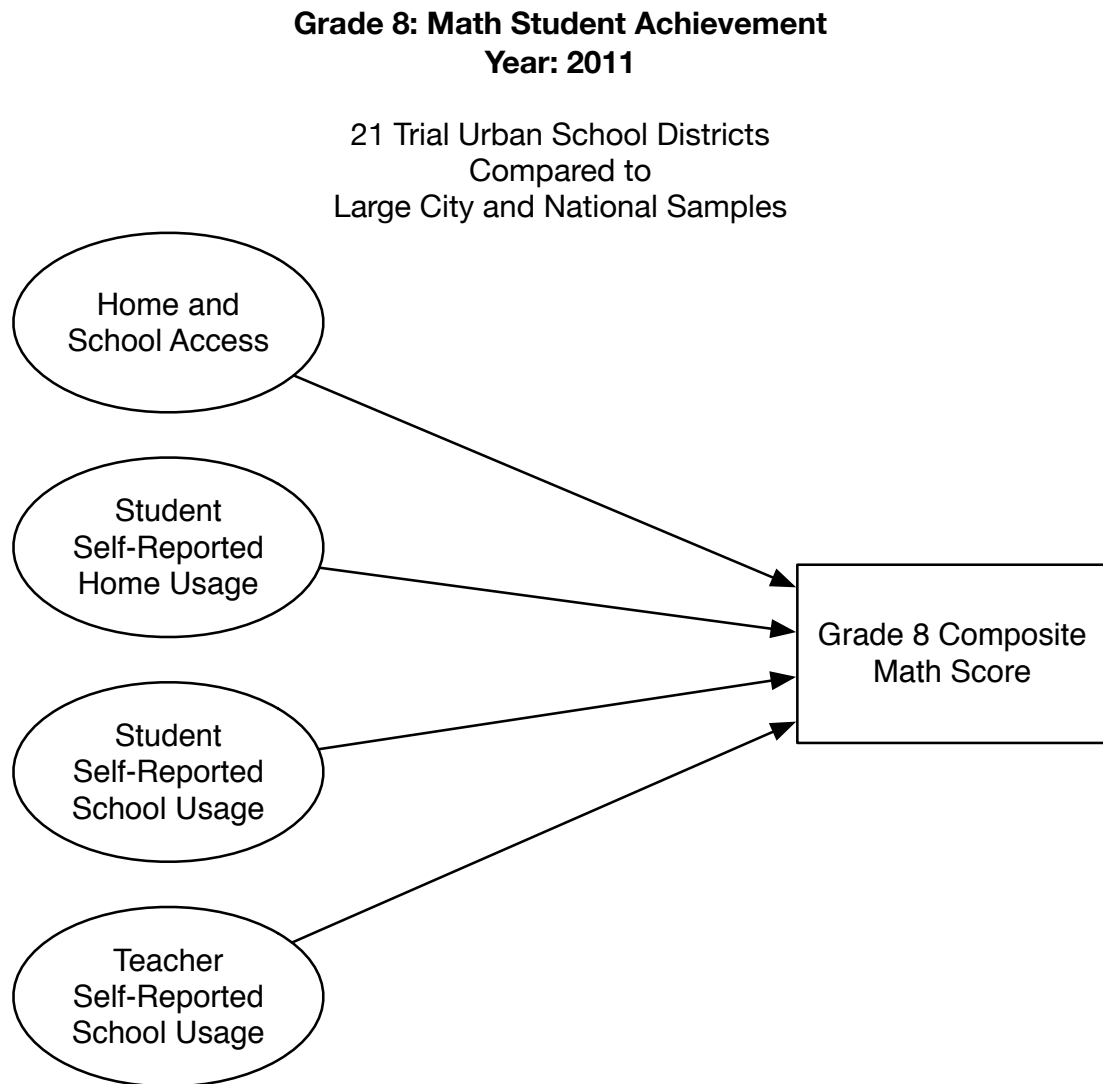 Grade 8: Math Student Achievement
Year: 2011
21 Trial Urban School Districts
Compared to
Large City and National Samples
Home and
School Access
Student
Self-Reported
Home Usage
Grade 8 Composite
Math Score
Student
Self-Reported
School Usage
Teacher
Self-Reported
School Usage